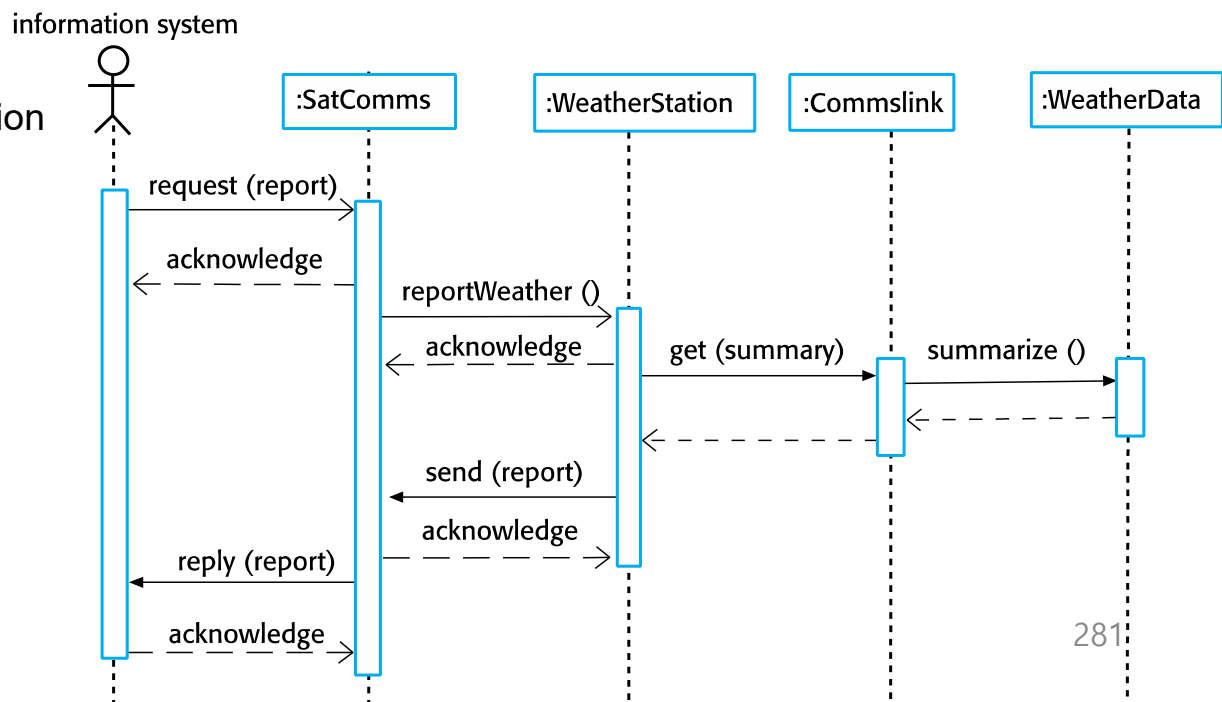 information system
:SatComms
:WeatherStation
:Commslink
:WeatherData
ion
request (report)
acknowledge
reportWeather ()
acknowledge
get (summary)
summarize ()
send (report)
acknowledge
reply (report)
acknowledge
281